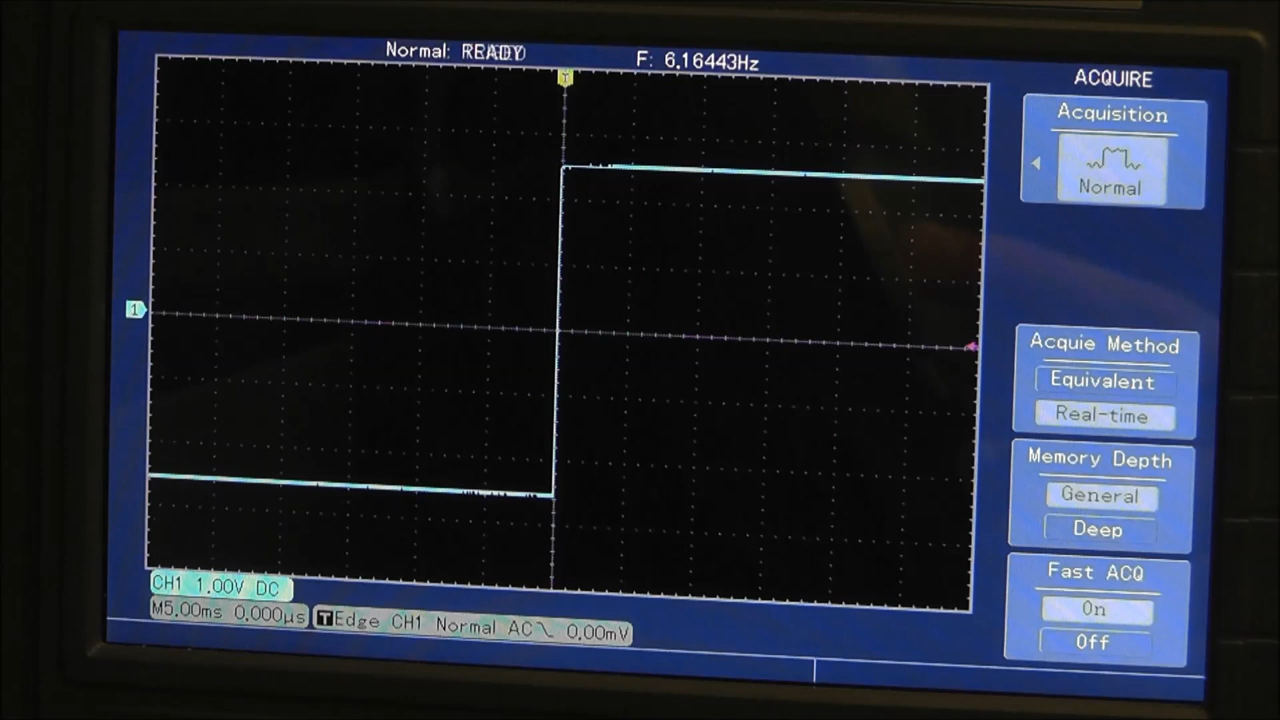 Normal: READY
F: 6.16443Hz
ACQUIRE
T
Acquisition
Normal
1
Acquie Method
Equivalent
Real-time
Memory Depth
General
Deep
Fast ACQ
On
Off
CH1 1.00V DC
M5.00ms 0.000µs
T Edge CH1 Normal AC 0.00mV